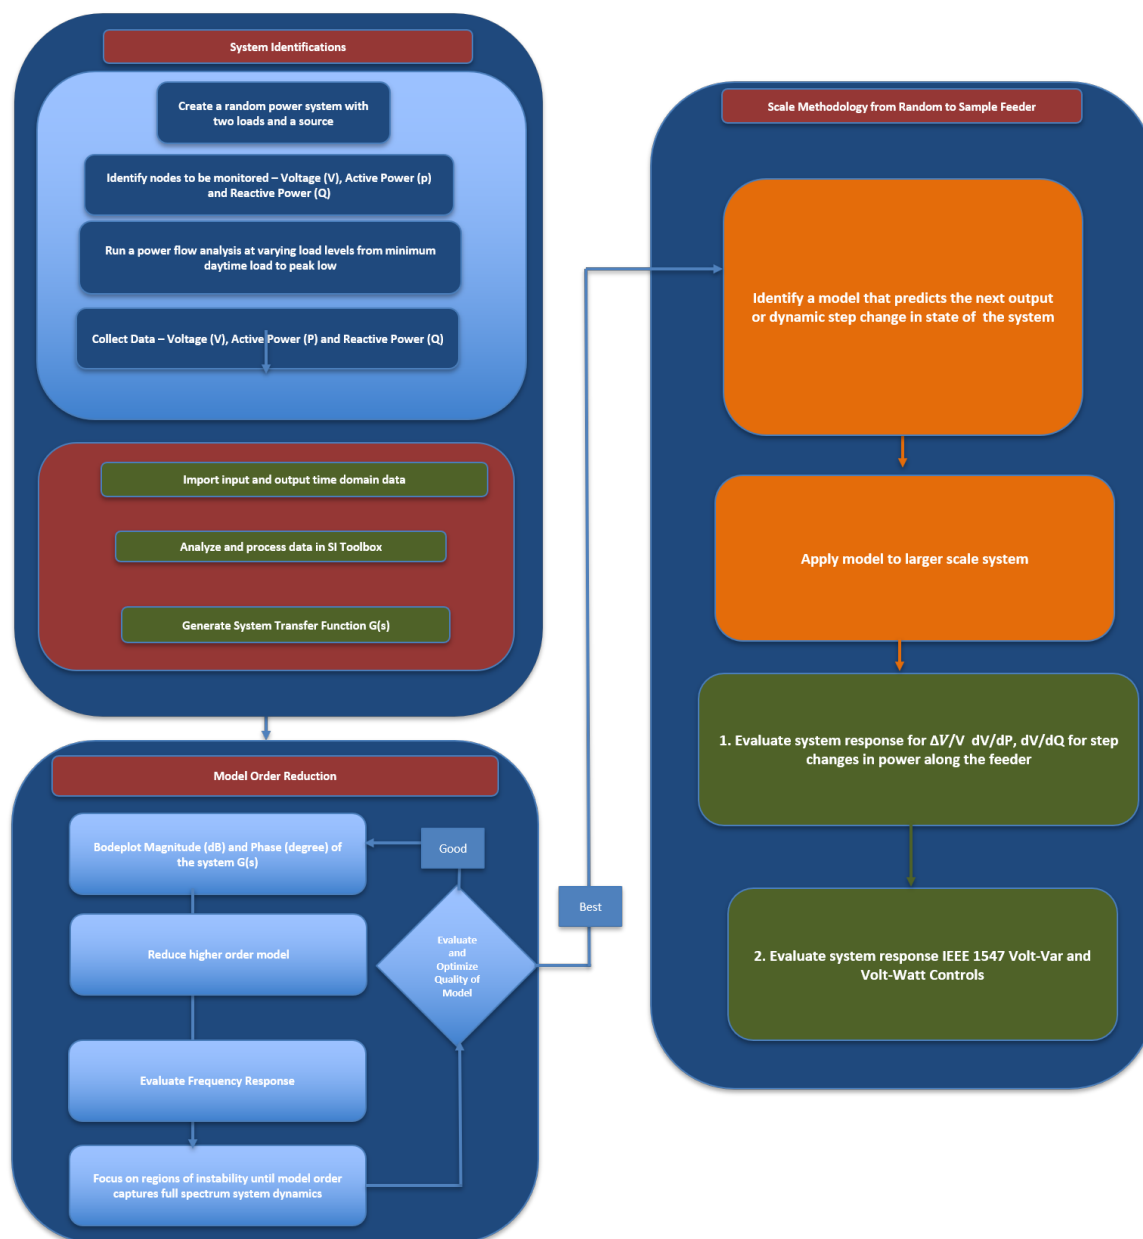 System Identifications
Create a random power system with
two loads and a source
Identify nodes to be monitored – Voltage (V), Active Power (p)
and Reactive Power (Q)
Run a power flow analysis at varying load levels from minimum
daytime load to peak low
Collect Data – Voltage (V), Active Power (P) and Reactive Power (Q)
Import input and output time domain data
Analyze and process data in SI Toolbox
Generate System Transfer Function G(s)
Model Order Reduction
Bodeplot Magnitude (dB) and Phase (degree) of
the system G(s)
Reduce higher order model
Evaluate Frequency Response
Focus on regions of instability until model order
captures full spectrum system dynamics
Good
Evaluate
and
Optimize
Quality of
Model
Best
Scale Methodology from Random to Sample Feeder
Identify a model that predicts the next output
or dynamic step change in state of the system
Apply model to larger scale system
1. Evaluate system response for ΔV/V dV/dP, dV/dQ for step
changes in power along the feeder
2. Evaluate system response IEEE 1547 Volt-Var and
Volt-Watt Controls